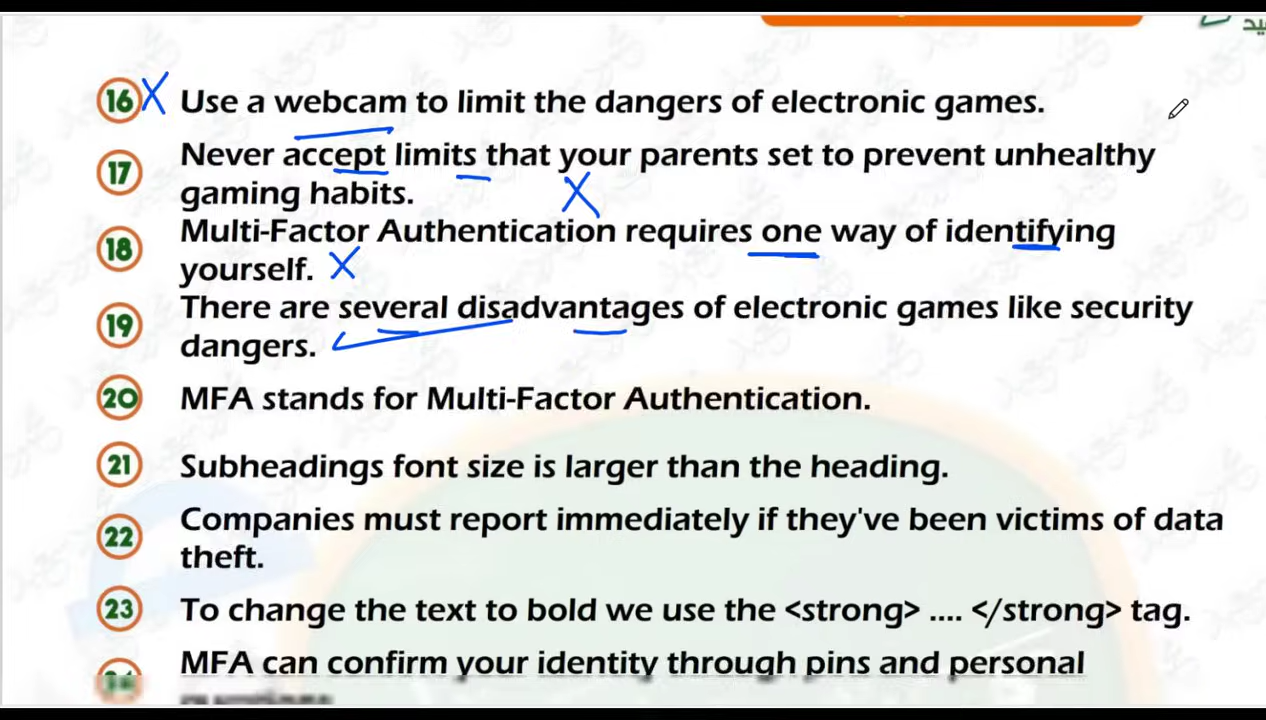 16 X Use a webcam to limit the dangers of electronic games.
17 Never accept limits that your parents set to prevent unhealthy
gaming habits. X
18 Multi-Factor Authentication requires one way of identifying
yourself. X
19 There are several disadvantages of electronic games like security
dangers. ✓
20 MFA stands for Multi-Factor Authentication.
21 Subheadings font size is larger than the heading.
22 Companies must report immediately if they've been victims of data
theft.
23 To change the text to bold we use the <strong> .... </strong> tag.
MFA can confirm your identity through pins and personal